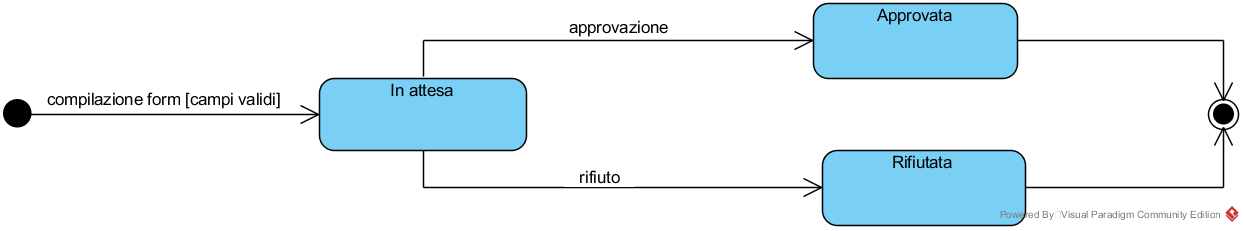 approvazione
Approvata
compilazione form [campi validi]
In attesa
rifiuto
Rifiutata
Powered By Visual Paradigm Community Edition